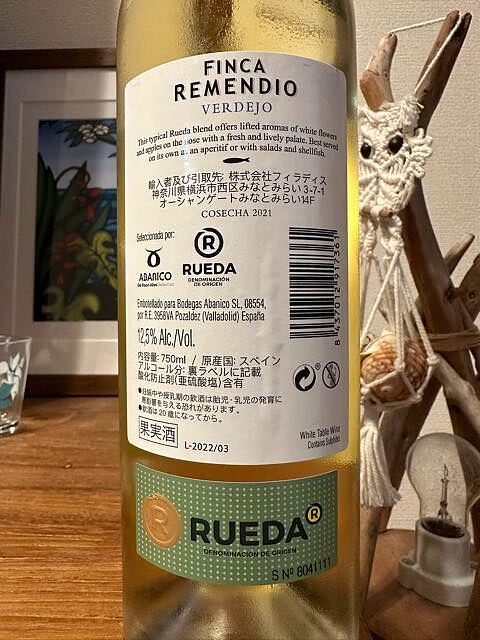 FINCA
REMENDIO
VERDEJO
This typical Rueda blend offers lifted aromas of white flowers
and apples on the nose with a fresh and lively palate. Best served
on its own as an aperitif or with salads and shellfish.
輸入者及び引取先: 株式会社フィラディス
神奈川県横浜市西区みなとみらい 3-7-1
オーシャンゲートみなとみらい14F
COSECHA 2021
Seleccionada por:
ABANICO
R
RUEDA
DENOMINACIÓN
DE ORIGEN
Embotellado para Bodegas Abanico SL, 08554,
por R.E. 3958VA Pozaldez (Valladolid) España
12,5% Alc./Vol.
内容量: 750ml / 原産国: スペイン
アルコール分: 裏ラベルに記載
酸化防止剤(亜硫酸塩)含有
●妊娠中や授乳期の飲酒は胎児・乳児の発育に
悪影響を与える恐れがあります。
●飲酒は20歳になってから。
果実酒
L-2022/03
White Table Wine
Contains Sulphites
R
RUEDA
R
DENOMINACIÓN DE ORIGEN
S Nº 8041111